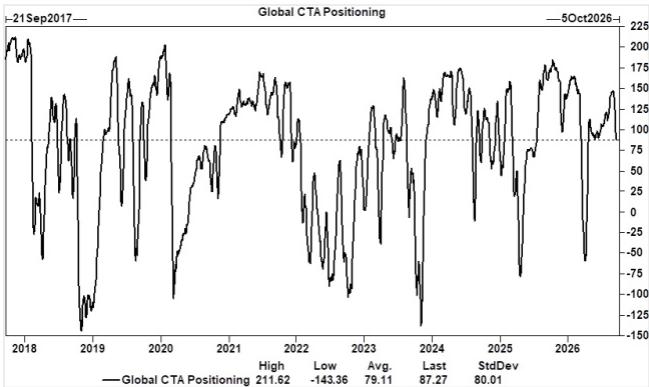 Global CTA Positioning
21Sep2017
5Oct2026
225
200
175
150
125
100
75
50
25
0
-25
-50
-75
-100
-125
-150
2018 2019 2020 2021 2022 2023 2024 2025 2026
High Low Avg. Last StdDev
Global CTA Positioning 211.62 -143.36 79.11 87.27 80.01